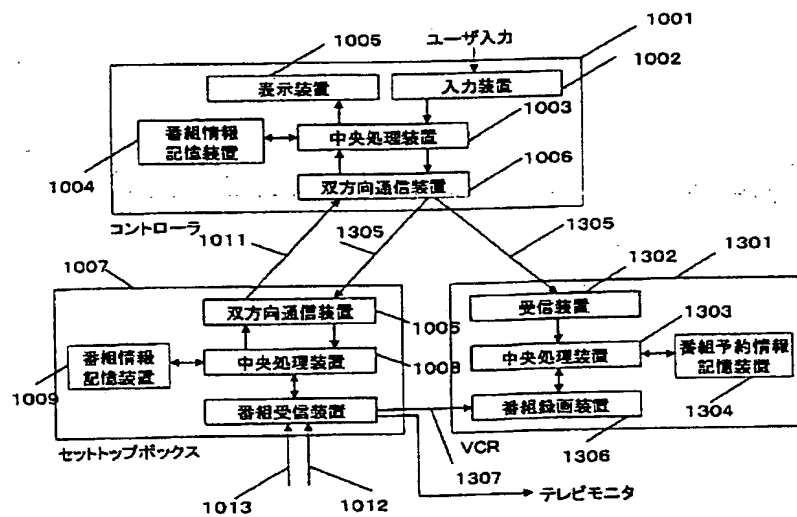 1005
ユーザ入力
1001
1002
表示装置
入力装置
1003
番組情報
記憶装置
中央処理装置
1006
1004
双方向通信装置
コントローラ
1011
1305
1305
1007
1301
1302
双方向通信装置
受信装置
1303
1006
番組情報
記憶装置
中央処理装置
中央処理装置
番組予約情報
記憶装置
1008
1009
番組受信装置
番組録画装置
1304
セットトップボックス
VCR
1306
1307
1013
1012
テレビモニタ